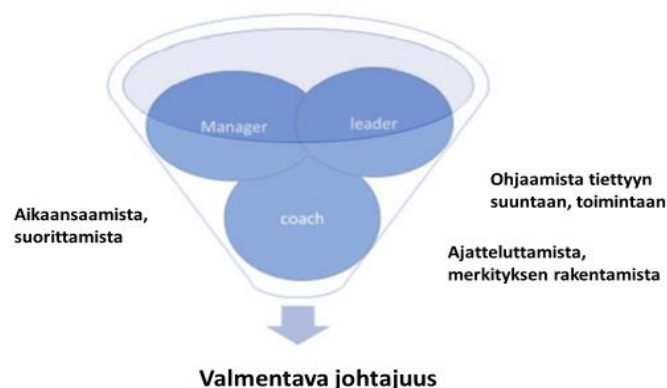 Manager
leader
coach
Aikaansaamista,
suorittamista
Ohjaamista tiettyyn
suuntaan, toimintaan
Ajatteluttamista,
merkityksen rakentamista
Valmentava johtajuus